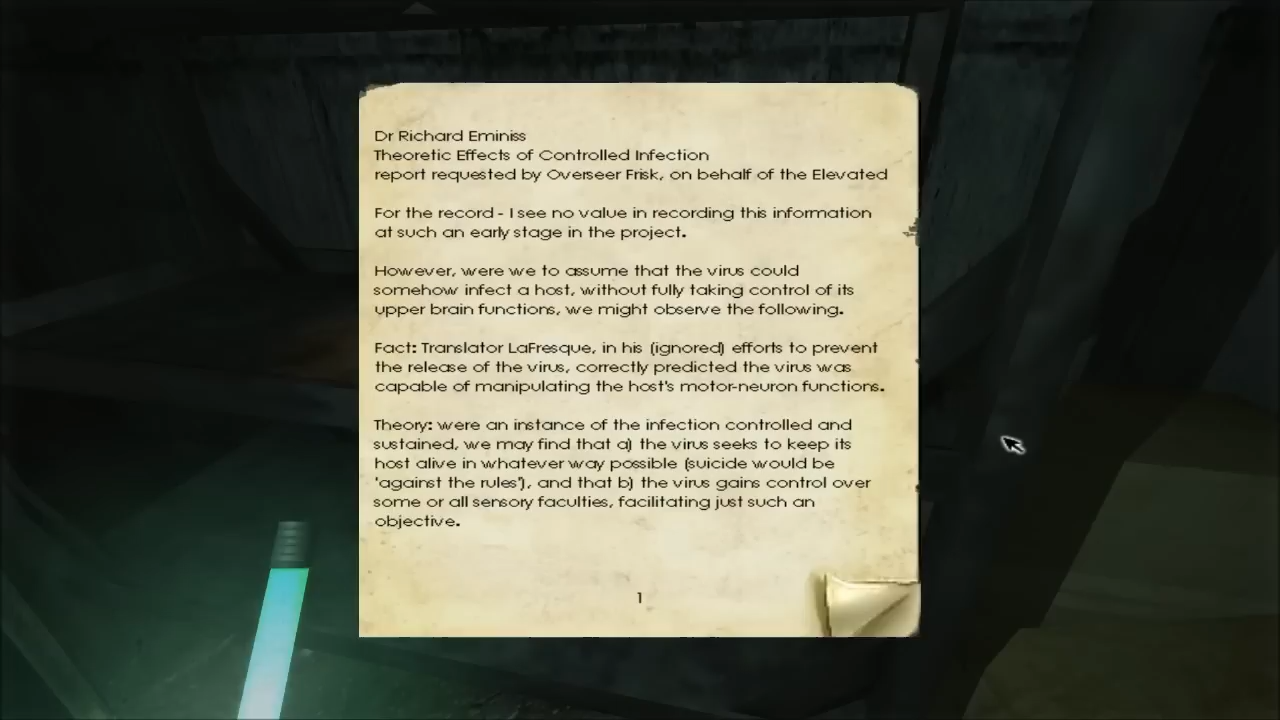 Dr Richard Eminiss
Theoretic Effects of Controlled Infection
report requested by Overseer Frisk, on behalf of the Elevated
For the record - I see no value in recording this information
at such an early stage in the project.
However, were we to assume that the virus could
somehow infect a host, without fully taking control of its
upper brain functions, we might observe the following.
Fact: Translator LaFresque, in his (ignored) efforts to prevent
the release of the virus, correctly predicted the virus was
capable of manipulating the host's motor-neuron functions.
Theory: were an instance of the infection controlled and
sustained, we may find that a) the virus seeks to keep its
host alive in whatever way possible (suicide would be
'against the rules'), and that b) the virus gains control over
some or all sensory faculties, facilitating just such an
objective.
1